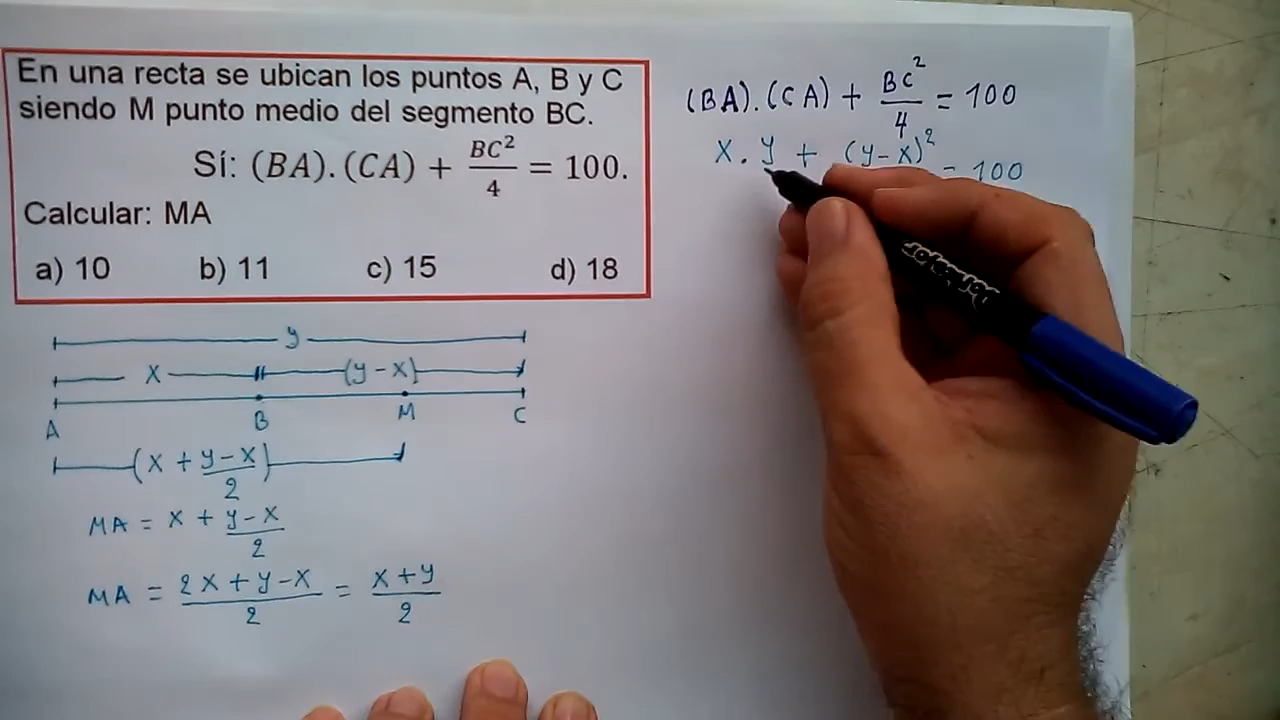 En una recta se ubican los puntos A, B y C
siendo M punto medio del segmento BC.
Sí: (BA).(CA) + BC²/4 = 100.
Calcular: MA
a) 10 b) 11 c) 15 d) 18
y
x (y - x)
A B M C
(x + y-x/2)
MA = x + y-x/2
MA = 2x+y-x/2 = x+y/2
(BA).(CA) + BC²/4 = 100
x . y + (y-x)² = 100